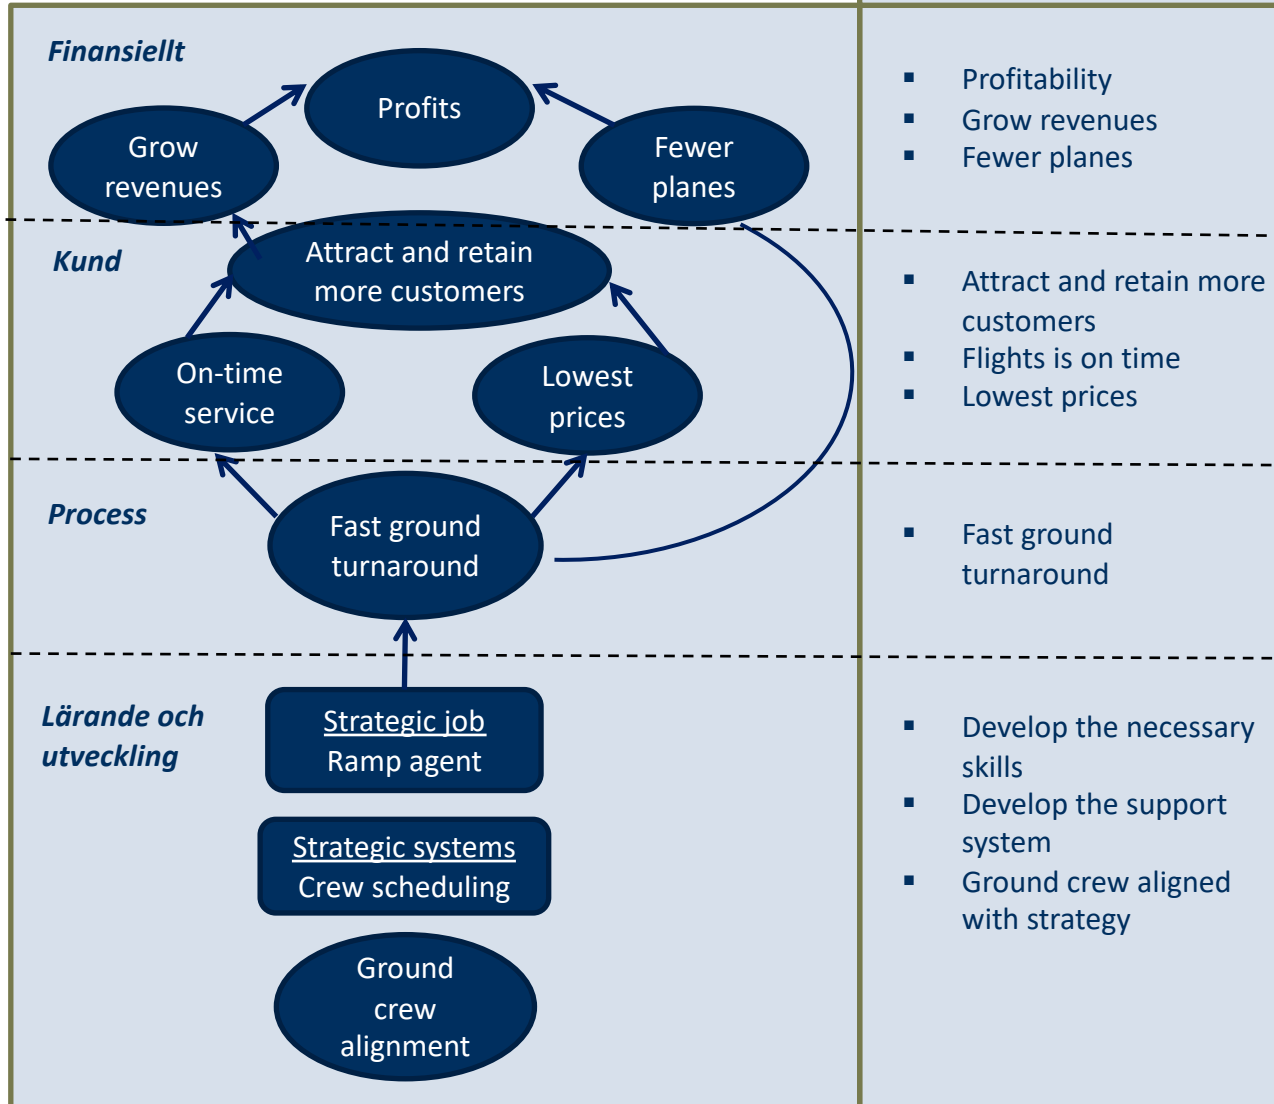 Finansiellt
Profits
Grow
revenues
Fewer
planes
▪ Profitability
▪ Grow revenues
▪ Fewer planes
Kund
Attract and retain
more customers
On-time
service
Lowest
prices
▪ Attract and retain more
customers
▪ Flights is on time
▪ Lowest prices
Process
Fast ground
turnaround
▪ Fast ground
turnaround
Lärande och
utveckling
Strategic job
Ramp agent
Strategic systems
Crew scheduling
Ground
crew
alignment
▪ Develop the necessary
skills
▪ Develop the support
system
▪ Ground crew aligned
with strategy